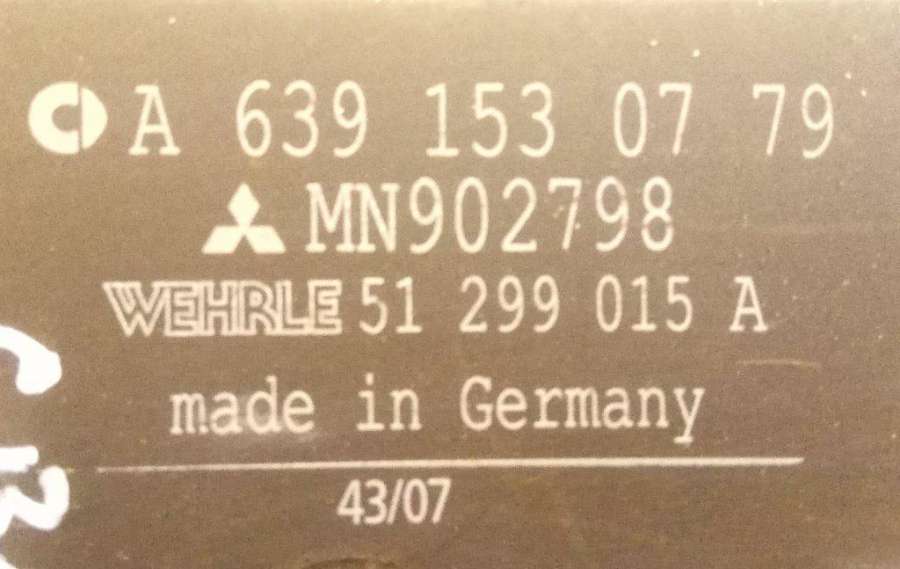 A 639 153 07 79
MN902798
WEHRLE 51 299 015 A
made in Germany
43/07